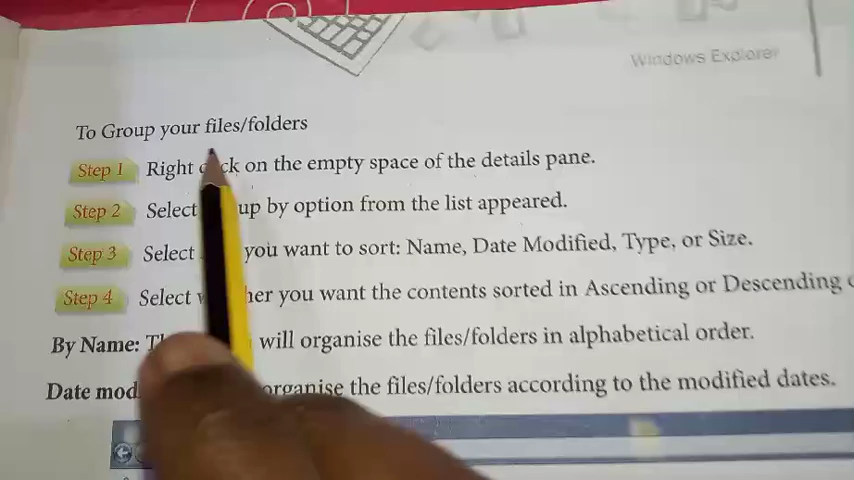 Windows Explorer
To Group your files/folders
Step 1 Right click on the empty space of the details pane.
Step 2 Select up by option from the list appeared.
Step 3 Select you want to sort: Name, Date Modified, Type, or Size.
Step 4 Select her you want the contents sorted in Ascending or Descending
By Name: will organise the files/folders in alphabetical order.
Date mod organise the files/folders according to the modified dates.